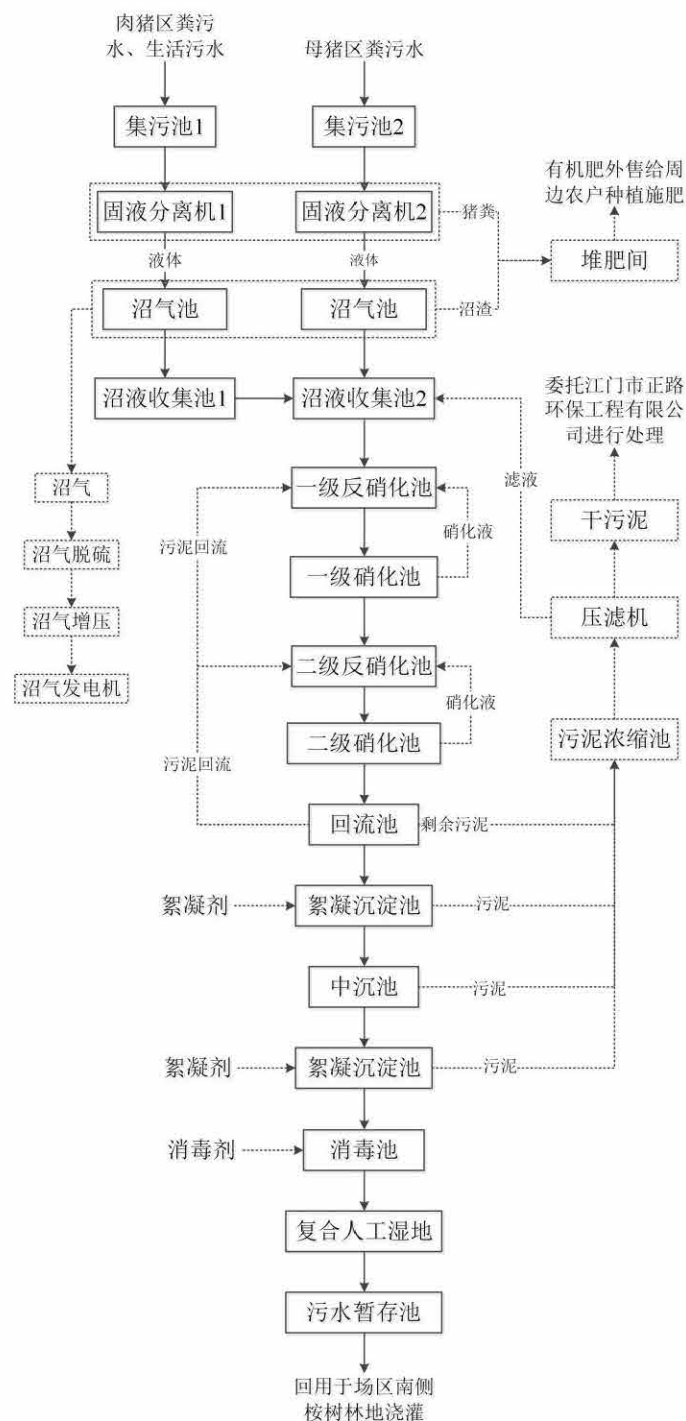 肉猪区粪污
水、生活污水
母猪区粪污水
集污池1
集污池2
有机肥外售给周
边农户种植施肥
固液分离机1
固液分离机2
猪粪
堆肥间
液体
液体
沼气池
沼气池
沼渣
沼液收集池1
沼液收集池2
委托江门市正路
环保工程有限公
司进行处理
滤液
沼气
一级反硝化池
干污泥
硝化液
污泥回流
沼气脱硫
一级硝化池
沼气增压
压滤机
二级反硝化池
沼气发电机
硝化液
二级硝化池
污泥浓缩池
污泥回流
回流池
剩余污泥
絮凝剂
絮凝沉淀池
污泥
中沉池
污泥
絮凝剂
絮凝沉淀池
污泥
消毒剂
消毒池
复合人工湿地
污水暂存池
回用于场区南侧
桉树林地浇灌